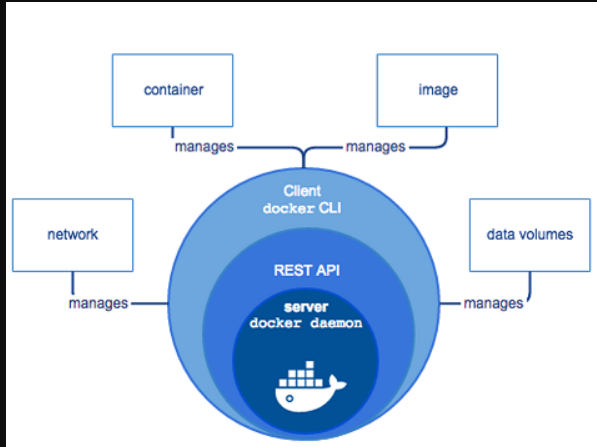 container
image
manages
manages
Client
docker CLI
network
data volumes
REST API
manages
manages
server
docker daemon